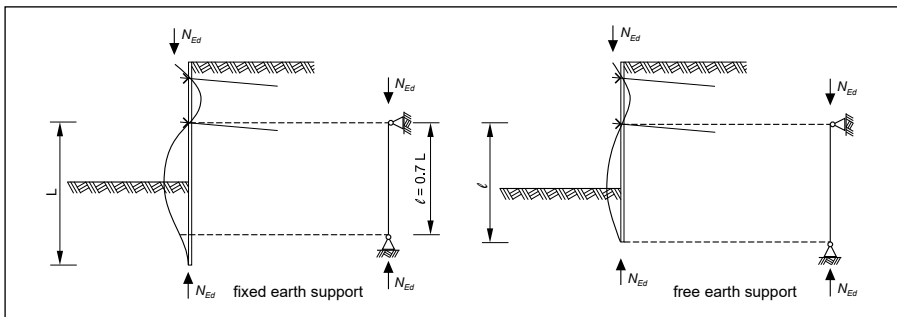 N_Ed
N_Ed
L
ℓ = 0.7 L
N_Ed
fixed earth support
N_Ed
N_Ed
N_Ed
ℓ
N_Ed
free earth support
N_Ed